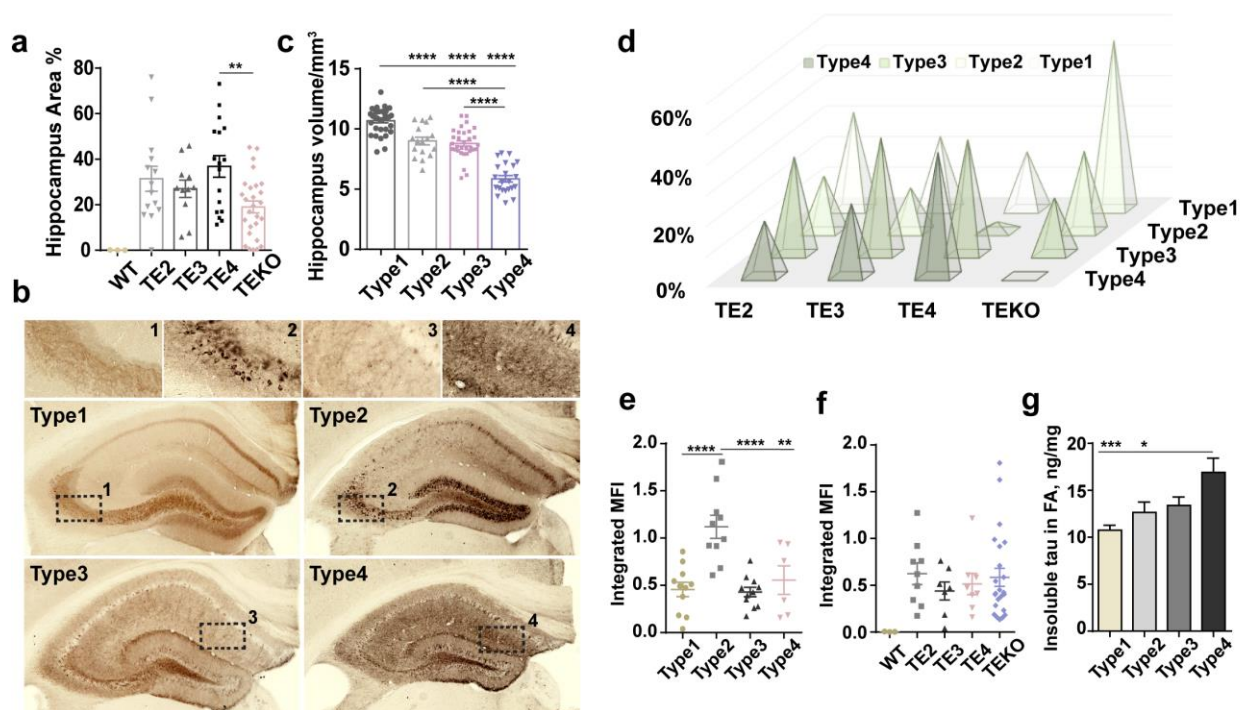 a
Hippocampus Area %
80
60
40
20
0
**
WT TE2 TE3 TE4 TEKO
c
Hippocampus volume/mm³
15
10
5
0
**** **** ****
****
****
Type1 Type2 Type3 Type4
d
Type4 Type3 Type2 Type1
60%
40%
20%
0%
TE2 TE3 TE4 TEKO
Type1
Type2
Type3
Type4
b
1 2 3 4
Type1 Type2
1 2
Type3 Type4
3 4
e
Integrated MFI
2.0
1.5
1.0
0.5
0.0
**** **** **
Type1 Type2 Type3 Type4
f
Integrated MFI
2.0
1.5
1.0
0.5
0.0
WT TE2 TE3 TE4 TEKO
g
Insoluble tau in FA, ng/mg
20
15
10
5
0
*** *
Type1 Type2 Type3 Type4